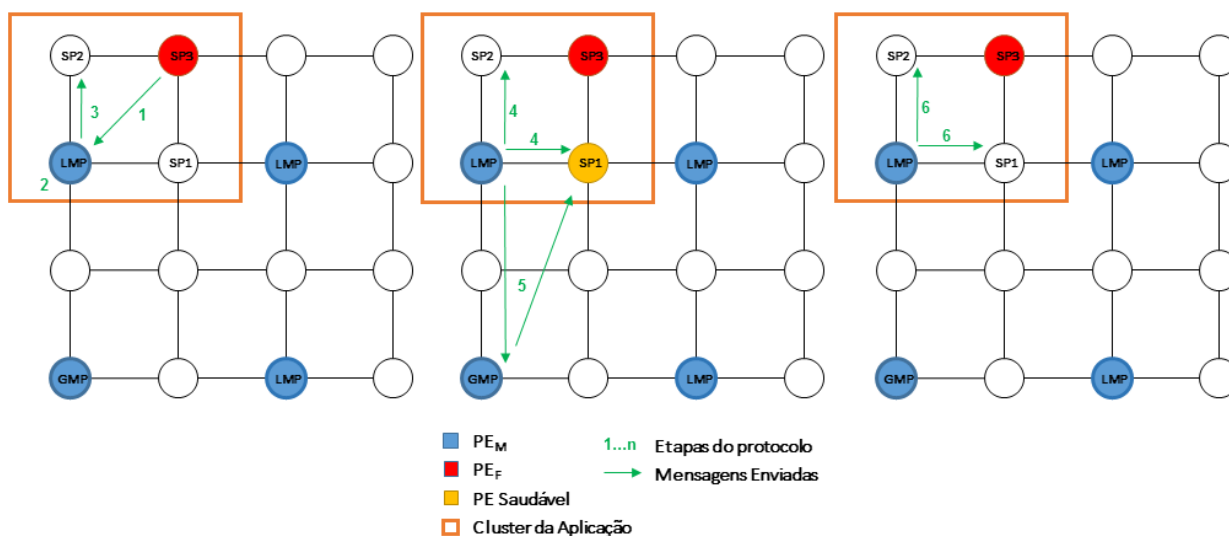 SP2 SP3
3 1
LMP SP1 LMP
2
GMP LMP
SP2 SP3
4
4
LMP SP1 LMP
5
GMP LMP
SP2 SP3
6
6
LMP SP1 LMP
GMP LMP
PE_M
PE_F
PE Saudável
Cluster da Aplicação
1...n Etapas do protocolo
Mensagens Enviadas